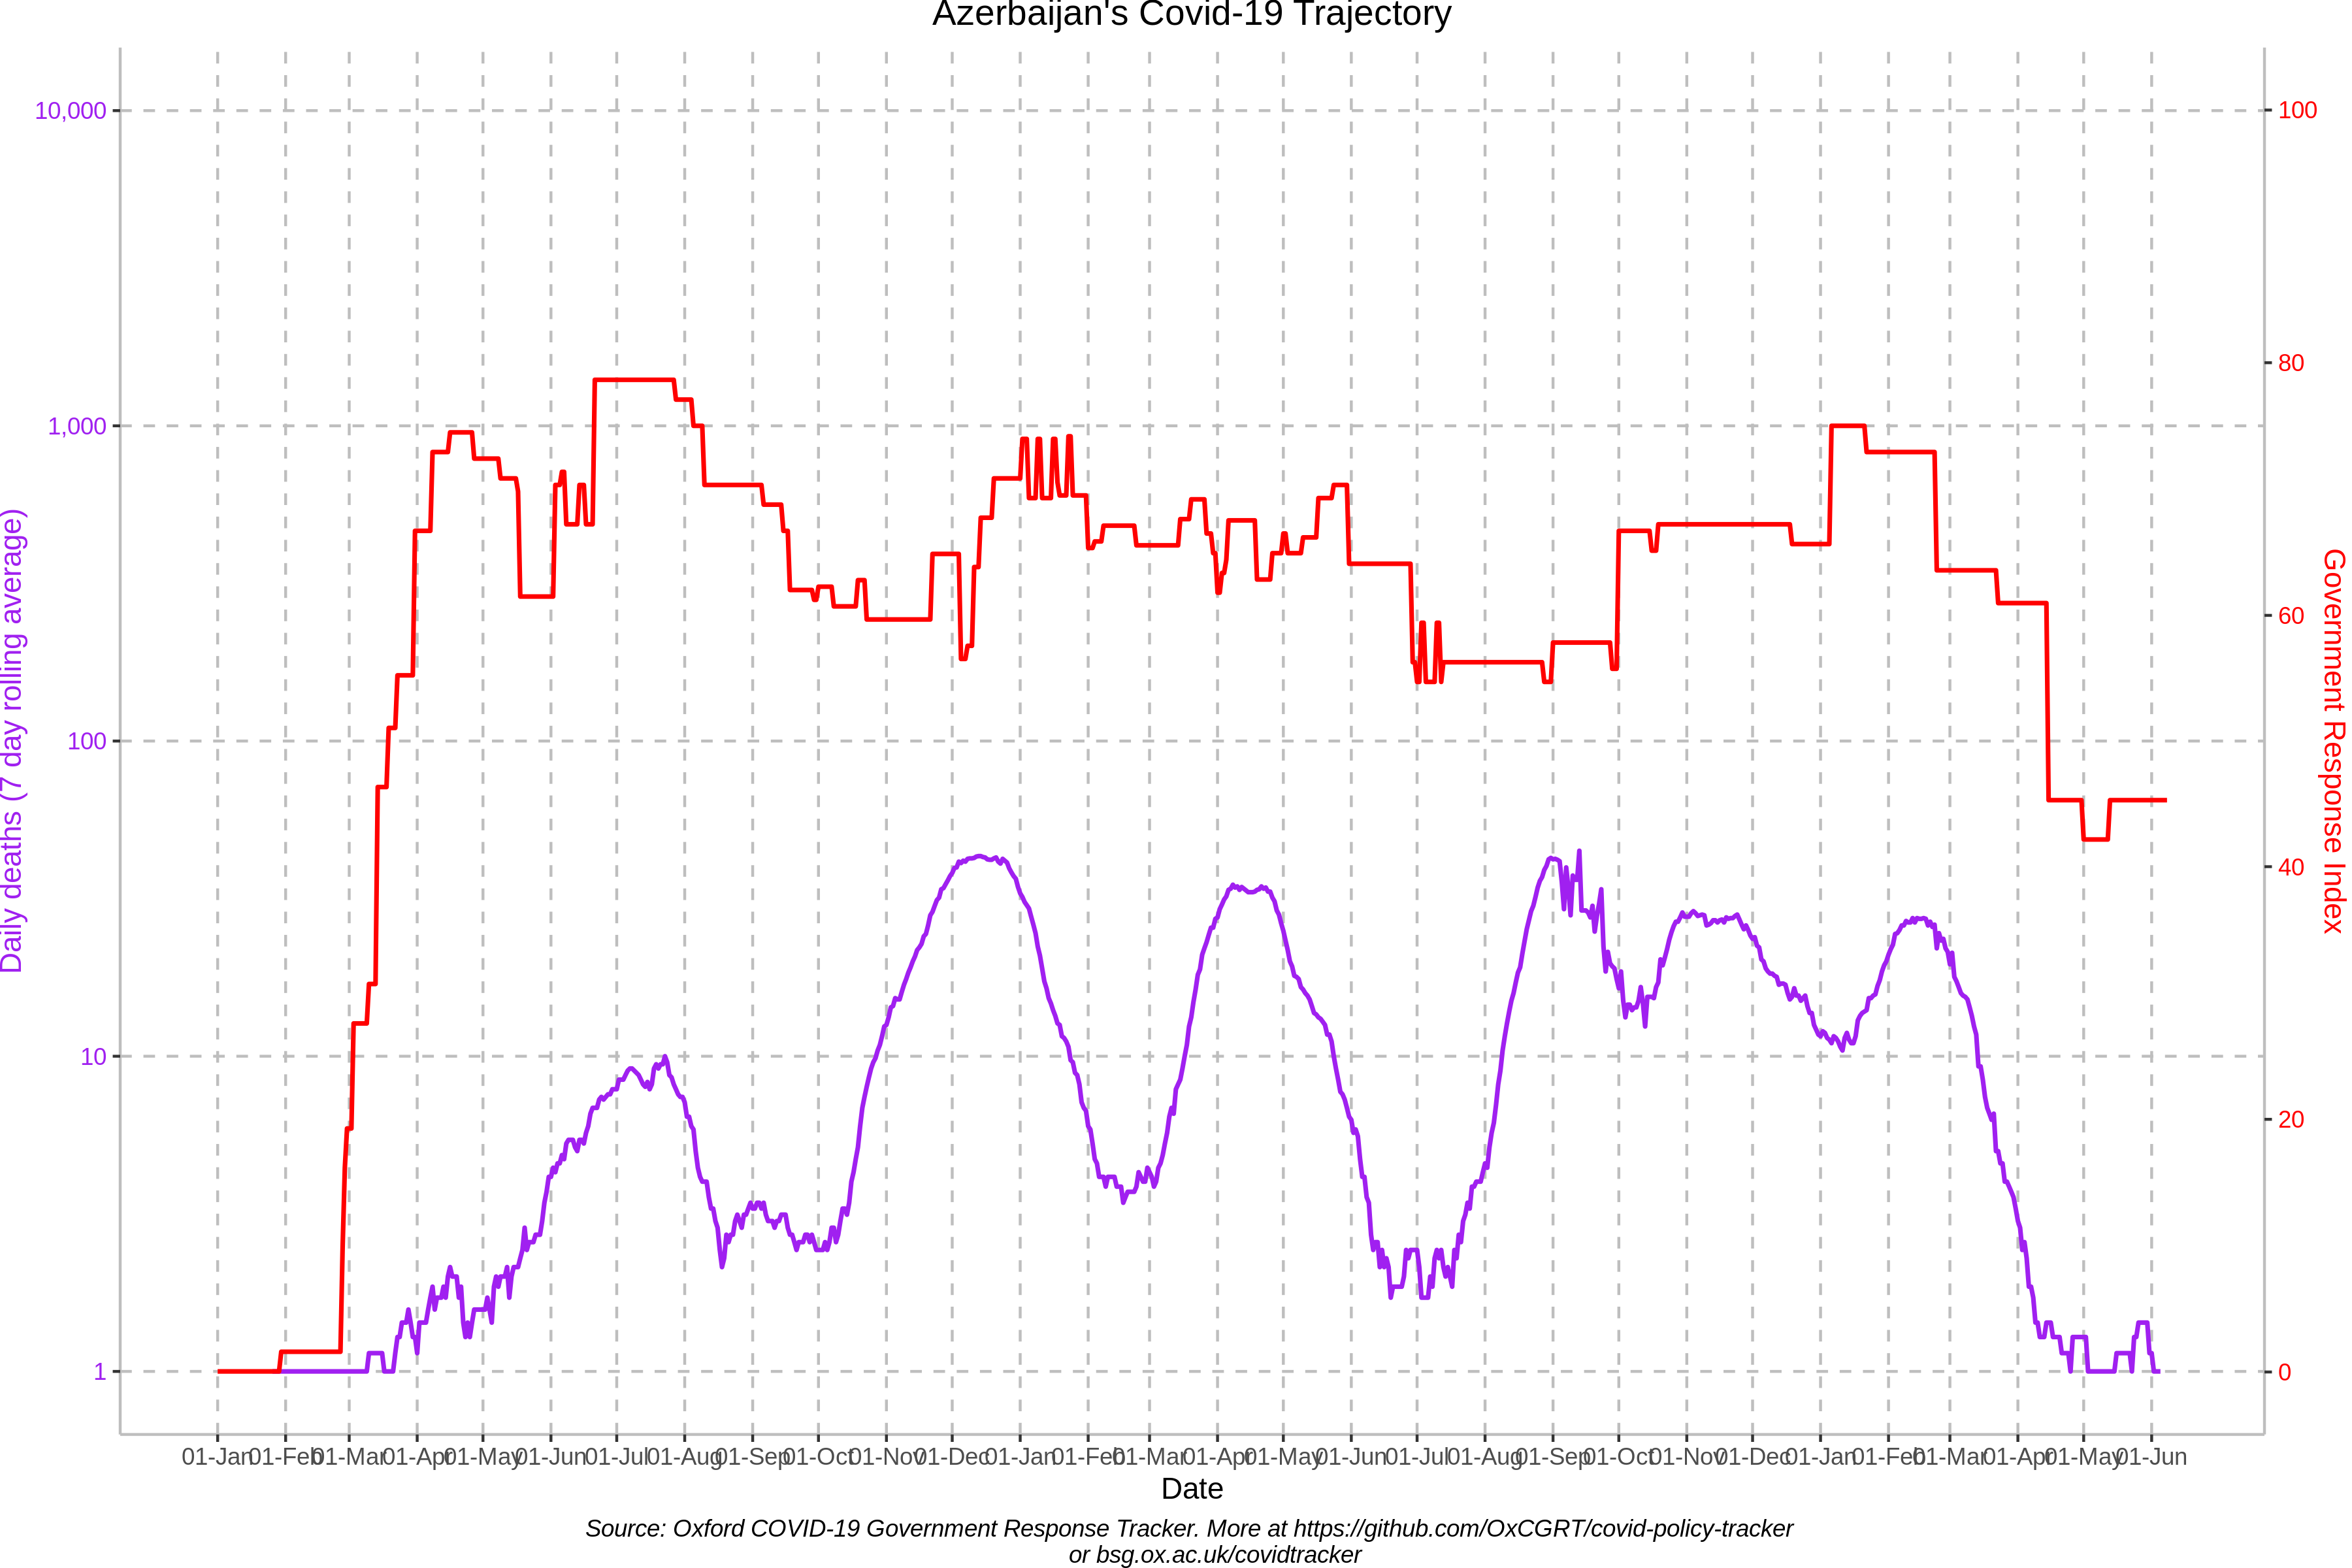 Azerbaijan's Covid-19 Trajectory
10,000
1,000
100
10
1
Daily deaths (7 day rolling average)
100
80
60
40
20
0
Government Response Index
01-Jan 01-Feb 01-Mar 01-Apr 01-May 01-Jun 01-Jul 01-Aug 01-Sep 01-Oct 01-Nov 01-Dec 01-Jan 01-Feb 01-Mar 01-Apr 01-May 01-Jun 01-Jul 01-Aug 01-Sep 01-Oct 01-Nov 01-Dec 01-Jan 01-Feb 01-Mar 01-Apr 01-May 01-Jun
Date
Source: Oxford COVID-19 Government Response Tracker. More at https://github.com/OxCGRT/covid-policy-tracker
or bsg.ox.ac.uk/covidtracker